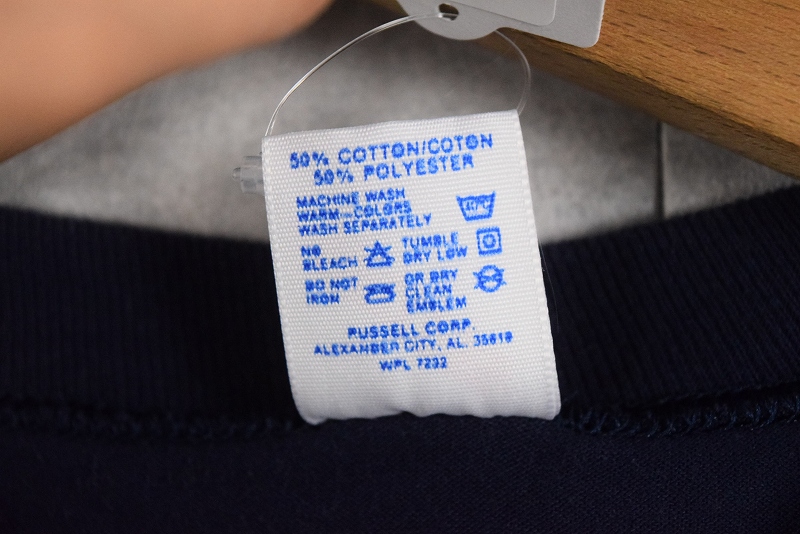 50% COTTON/COTON
50% POLYESTER
MACHINE WASH
WARM-COLORS
WASH SEPARATELY
40°C
NO
BLEACH
TUMBLE
DRY LOW
DO NOT
IRON
OR DRY
CLEAN
EMBLEM
RUSSELL CORP.
ALEXANDER CITY, AL. 35010
WPL 7232